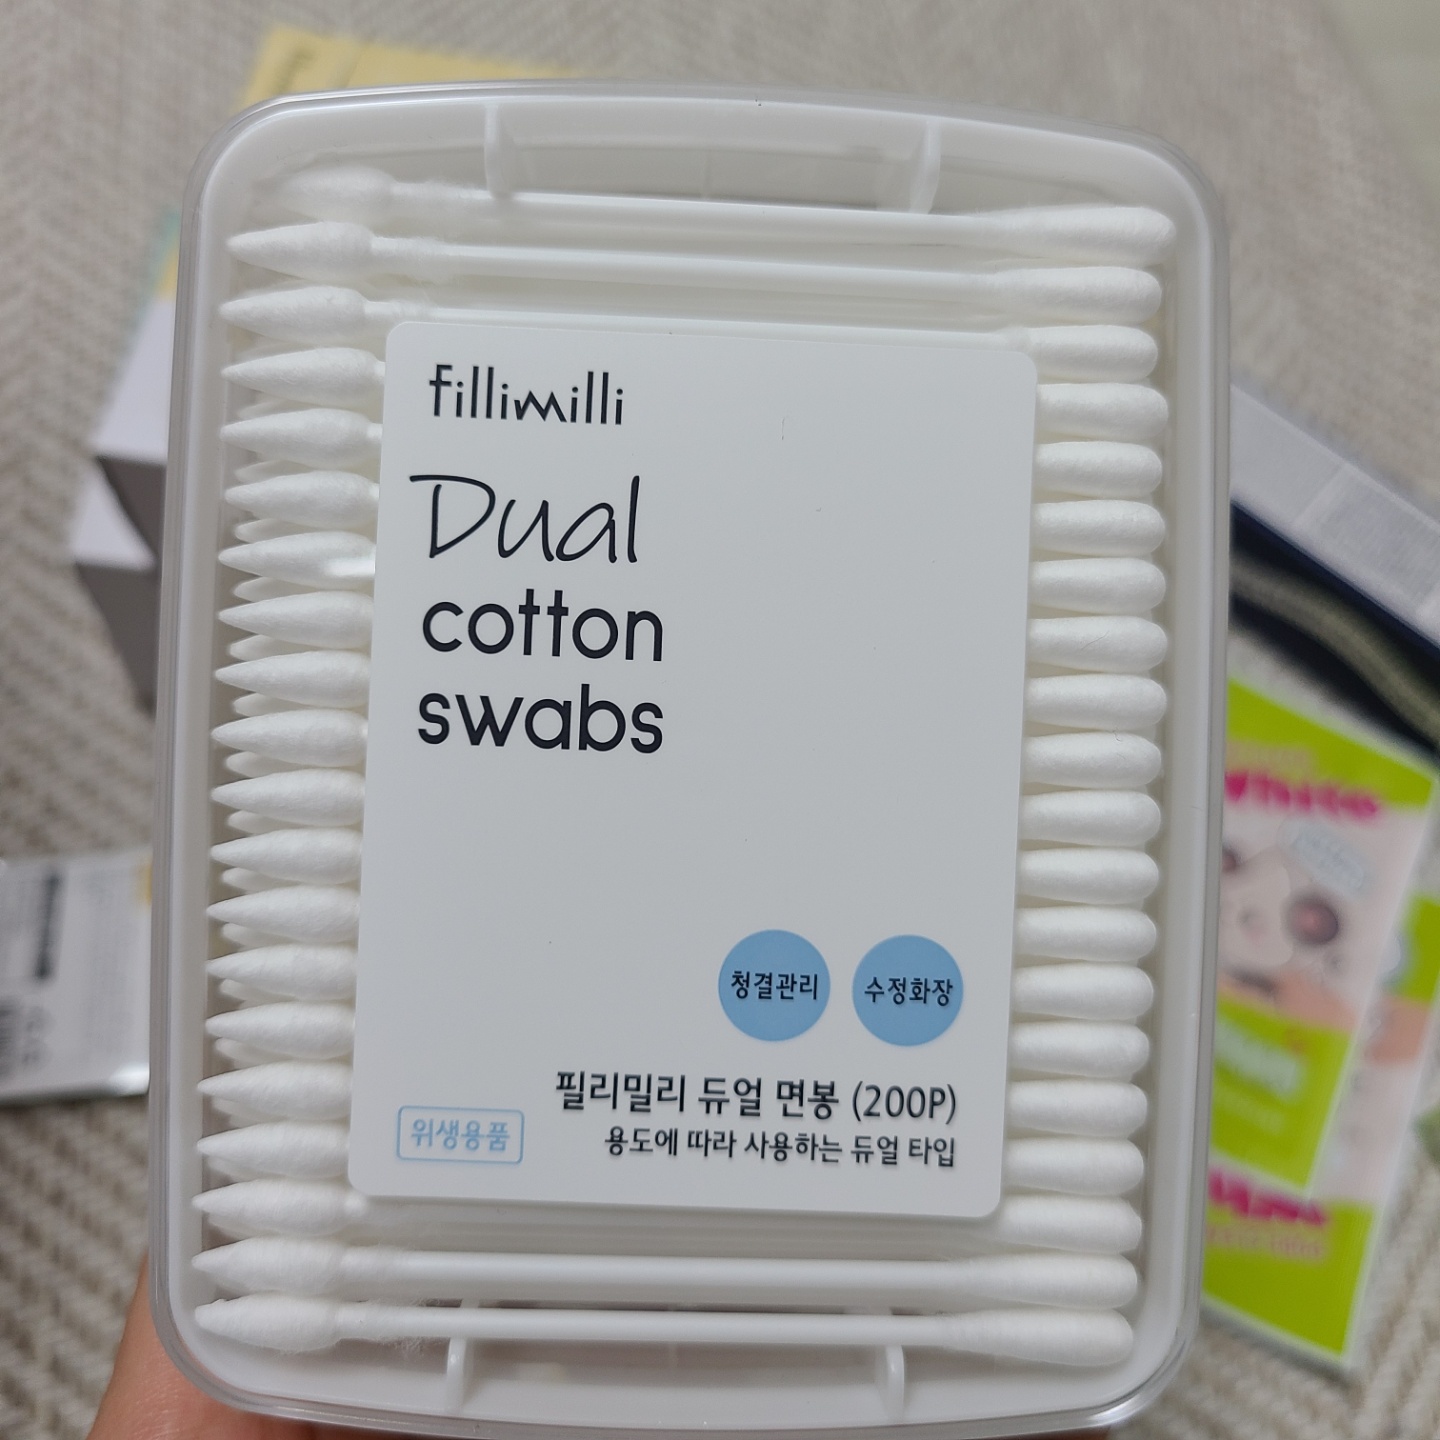 fillimilli
Dual
cotton
swabs
청결관리
수정화장
필리밀리 듀얼 면봉 (200P)
위생용품
용도에 따라 사용하는 듀얼 타입